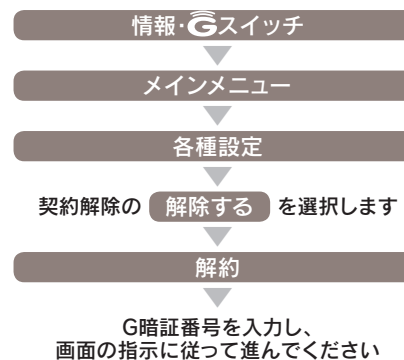 情報･Gスイッチ
メインメニュー
各種設定
契約解除の 解除する を選択します
解約
G暗証番号を入力し、
画面の指示に従って進んでください